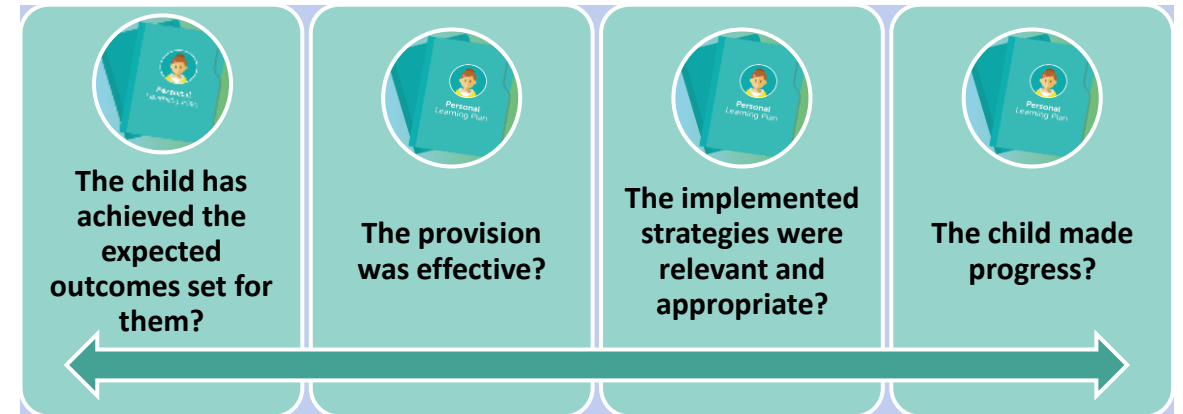 Personal
The child has
achieved the
expected
outcomes set for
them?
Personal
Learning Plan
The provision
was effective?
Personal
Learning Plan
The implemented
strategies were
relevant and
appropriate?
Personal
Learning Plan
The child made
progress?